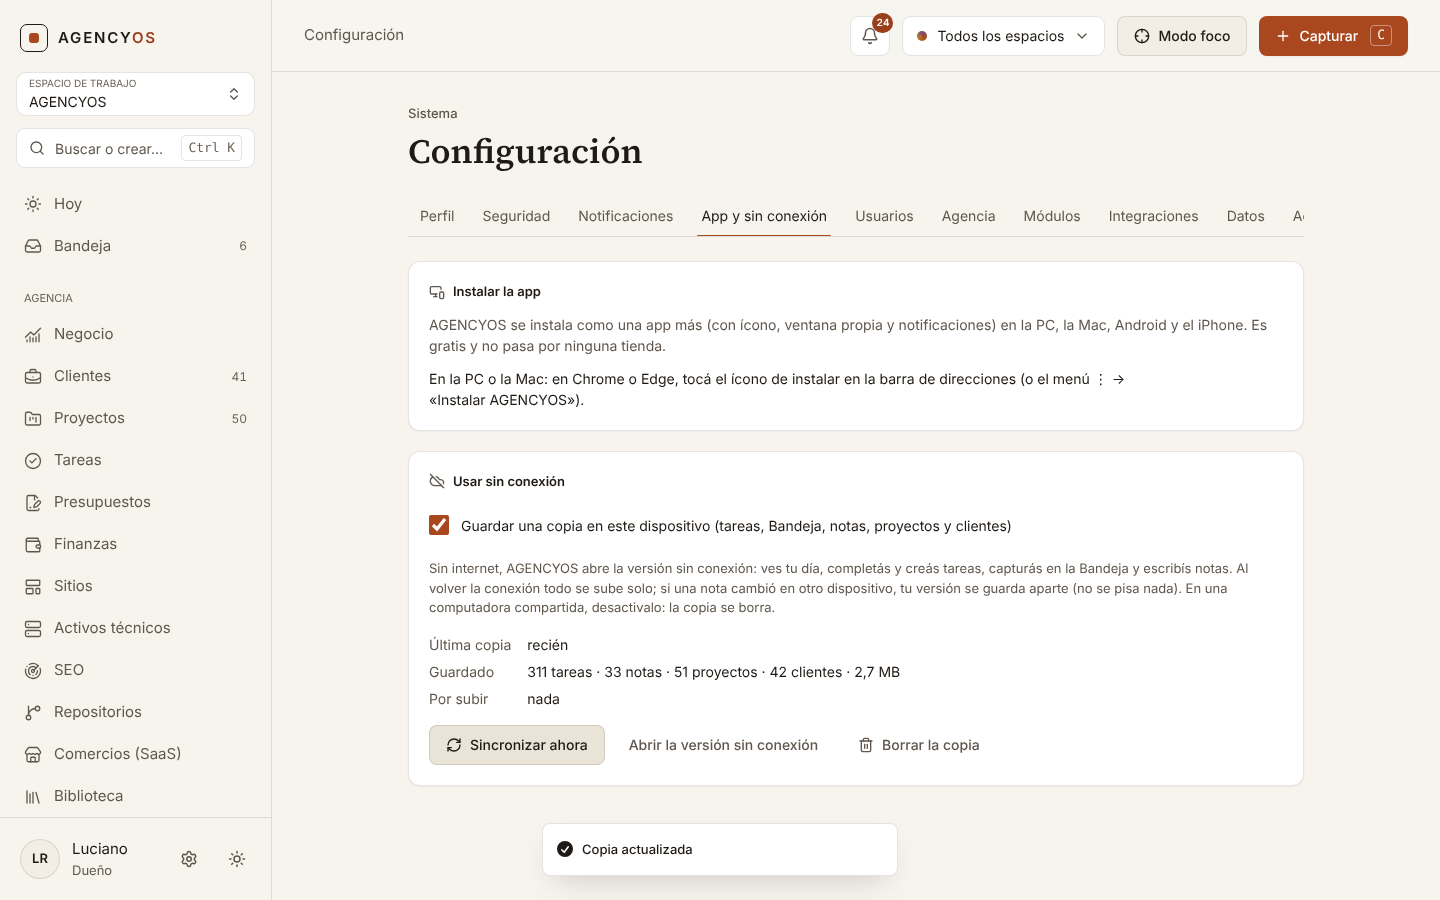 AGENCYOS
ESPACIO DE TRABAJO
AGENCYOS
Buscar o crear... Ctrl K
Hoy
Bandeja 6
AGENCIA
Negocio
Clientes 41
Proyectos 50
Tareas
Presupuestos
Finanzas
Sitios
Activos técnicos
SEO
Repositorios
Comercios (SaaS)
Biblioteca
LR
Luciano
Dueño
Configuración
24
Todos los espacios
Modo foco
Capturar C
Sistema
Configuración
Perfil Seguridad Notificaciones App y sin conexión Usuarios Agencia Módulos Integraciones Datos
Instalar la app
AGENCYOS se instala como una app más (con ícono, ventana propia y notificaciones) en la PC, la Mac, Android y el iPhone. Es
gratis y no pasa por ninguna tienda.
En la PC o la Mac: en Chrome o Edge, tocá el ícono de instalar en la barra de direcciones (o el menú ⋮ →
«Instalar AGENCYOS»).
Usar sin conexión
Guardar una copia en este dispositivo (tareas, Bandeja, notas, proyectos y clientes)
Sin internet, AGENCYOS abre la versión sin conexión: ves tu día, completás y creás tareas, capturás en la Bandeja y escribís notas. Al
volver la conexión todo se sube solo; si una nota cambió en otro dispositivo, tu versión se guarda aparte (no se pisa nada). En una
computadora compartida, desactivalo: la copia se borra.
Última copia recién
Guardado 311 tareas · 33 notas · 51 proyectos · 42 clientes · 2,7 MB
Por subir nada
Sincronizar ahora Abrir la versión sin conexión Borrar la copia
Copia actualizada